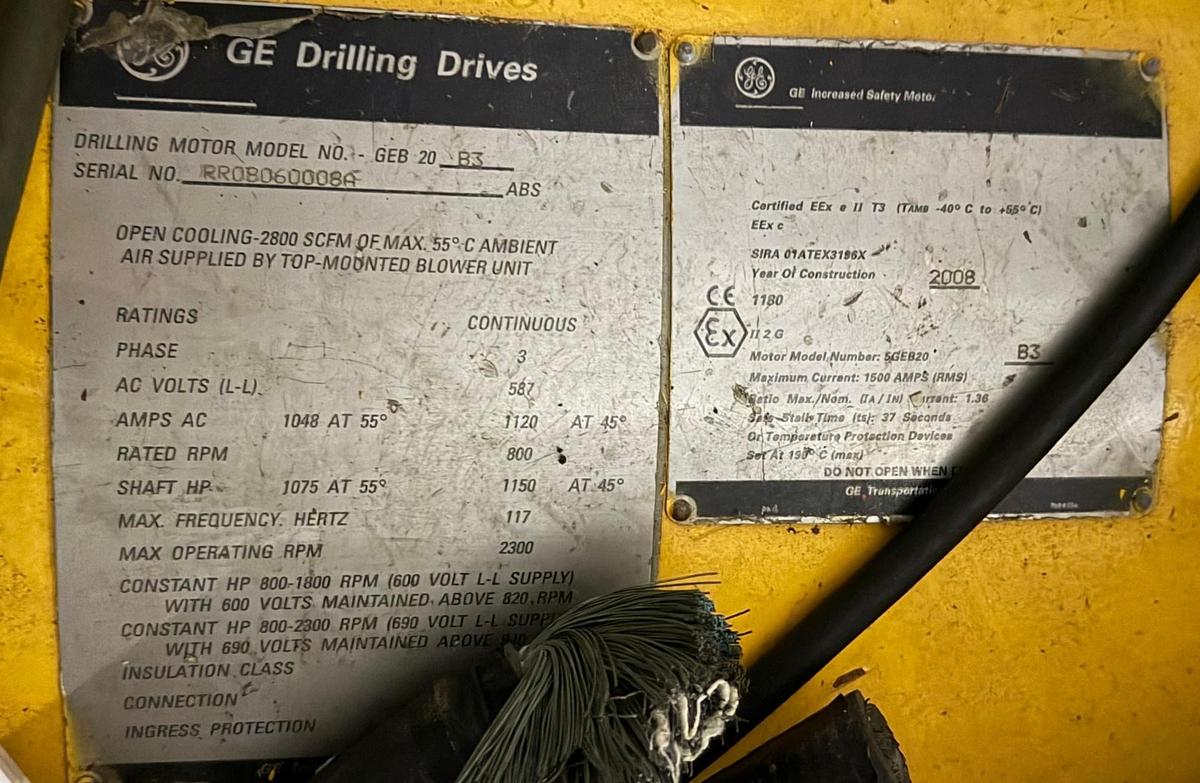 GE Drilling Drives
DRILLING MOTOR MODEL NO. - GEB 20 B3
SERIAL NO. RR08060008A ABS
OPEN COOLING-2800 SCFM OF MAX. 55° C AMBIENT
AIR SUPPLIED BY TOP-MOUNTED BLOWER UNIT
RATINGS CONTINUOUS
PHASE 3
AC VOLTS (L-L) 587
AMPS AC 1048 AT 55° 1120 AT 45°
RATED RPM 800
SHAFT HP 1075 AT 55° 1150 AT 45°
MAX. FREQUENCY, HERTZ 117
MAX OPERATING RPM 2300
CONSTANT HP 800-1800 RPM (600 VOLT L-L SUPPLY)
WITH 600 VOLTS MAINTAINED ABOVE 820 RPM
CONSTANT HP 800-2300 RPM (690 VOLT L-L
WITH 690 VOLTS MAINTAINED ABOVE
INSULATION CLASS
CONNECTION
INGRESS PROTECTION
GE Increased Safety Motor
Certified EEx e II T3 (TAMB -40° C to +55° C)
EEx c
SIRA 01ATEX3196X
Year Of Construction 2008
CE 1180
Ex II 2 G
Motor Model Number: 5GEB20 B3
Maximum Current: 1500 AMPS (RMS)
Ratio Max./Nom. (IA / IN) Current: 1.36
Safe Stall Time (ts): 37 Seconds
Or Temperature Protection Devices
Set At 190° C (max)
DO NOT OPEN WHEN
GE Transportation